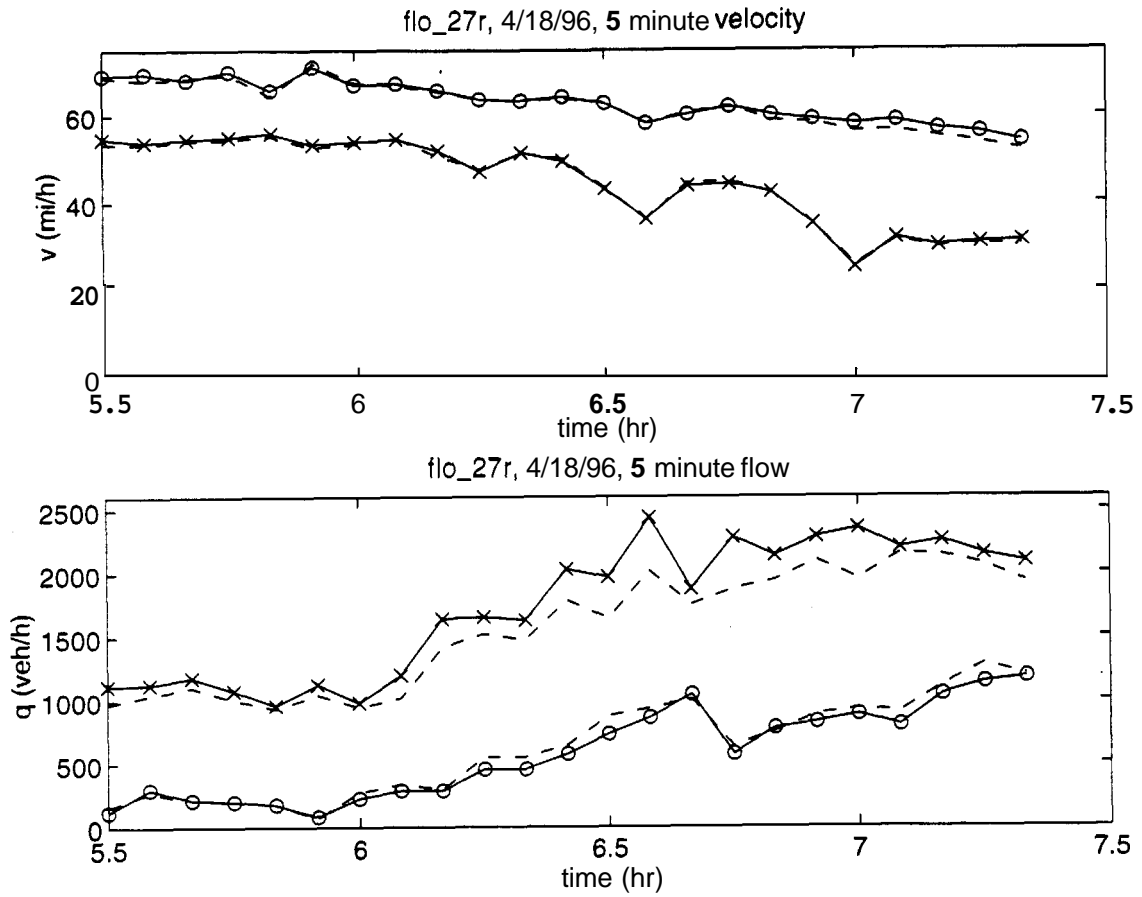 flo_27r, 4/18/96, 5 minute velocity
60
40
20
0
v (mi/h)
5.5 6 6.5 7 7.5
time (hr)
flo_27r, 4/18/96, 5 minute flow
2500
2000
1500
1000
500
0
q (veh/h)
5.5 6 6.5 7 7.5
time (hr)